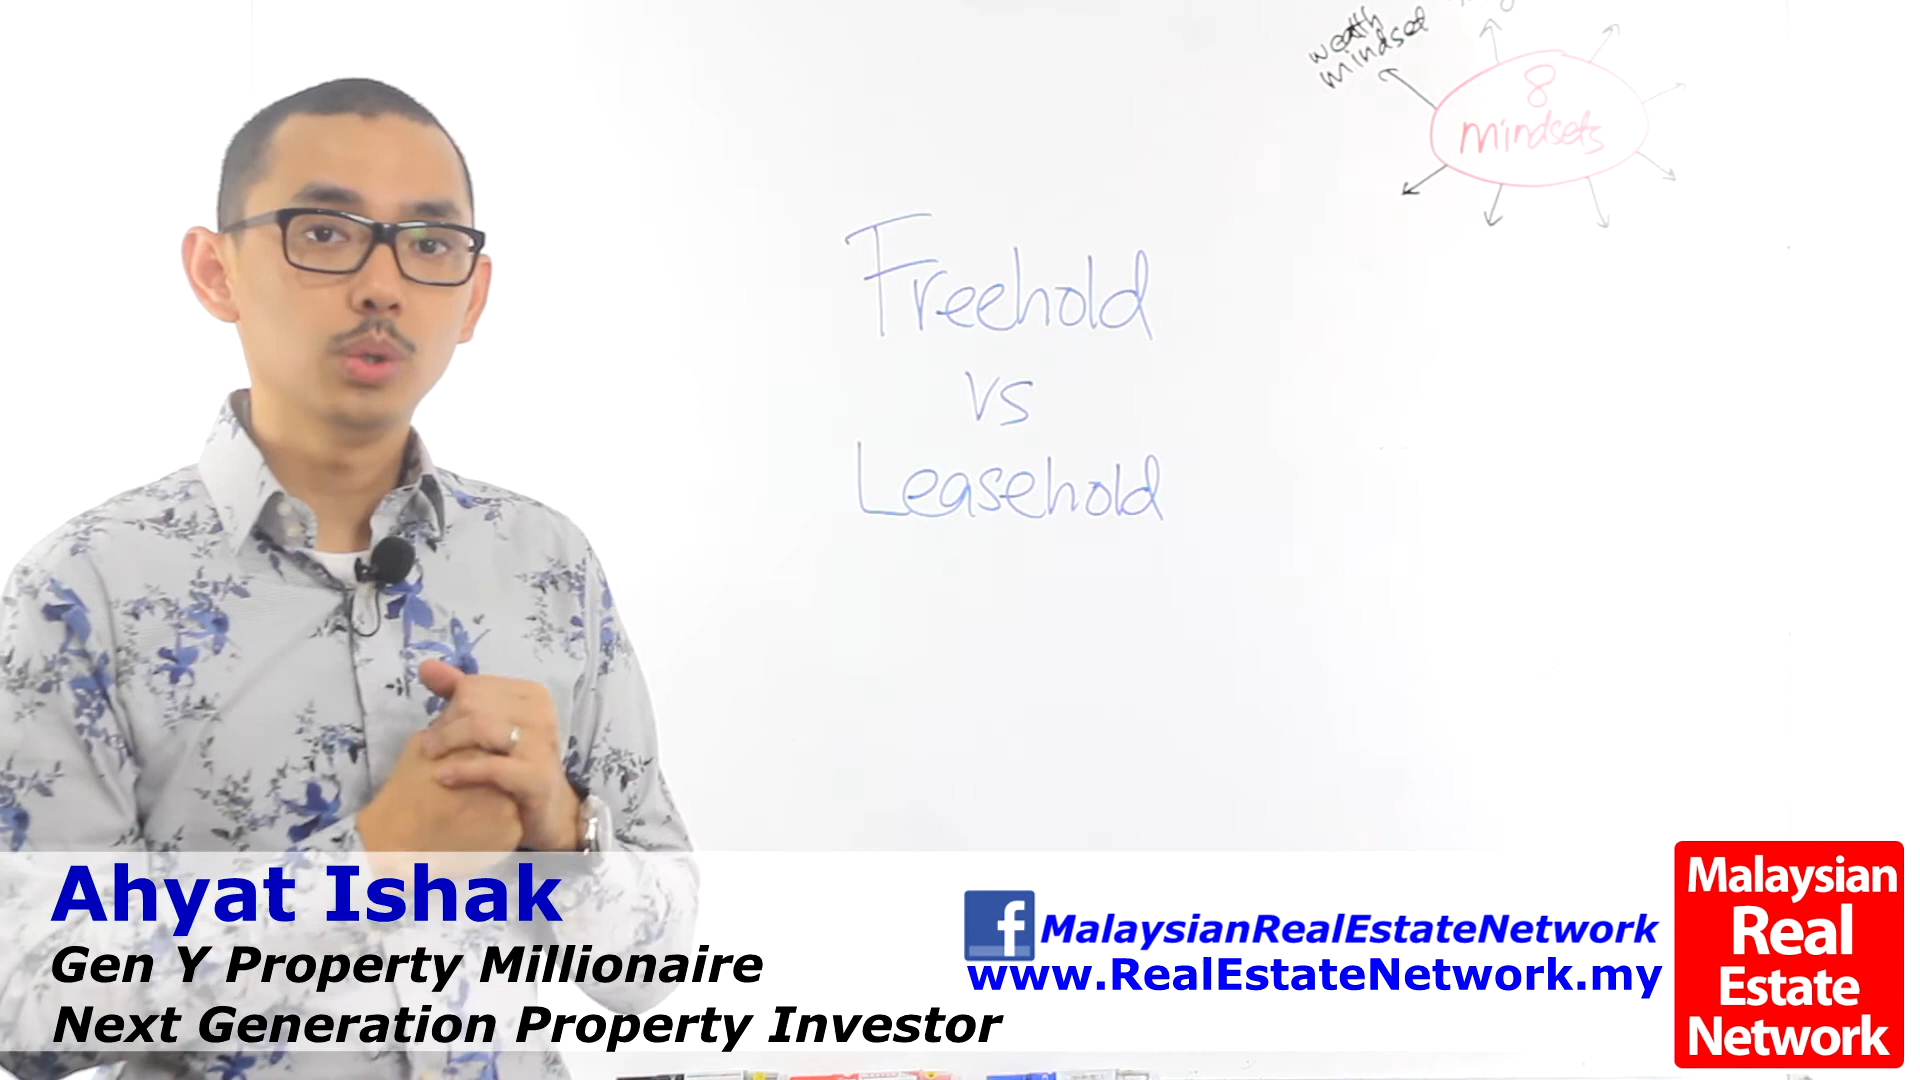 wealth
mindset
8
mindsets
Freehold
vs
Leasehold
Ahyat Ishak
Gen Y Property Millionaire
Next Generation Property Investor
f MalaysianRealEstateNetwork
www.RealEstateNetwork.my
Malaysian
Real
Estate
Network